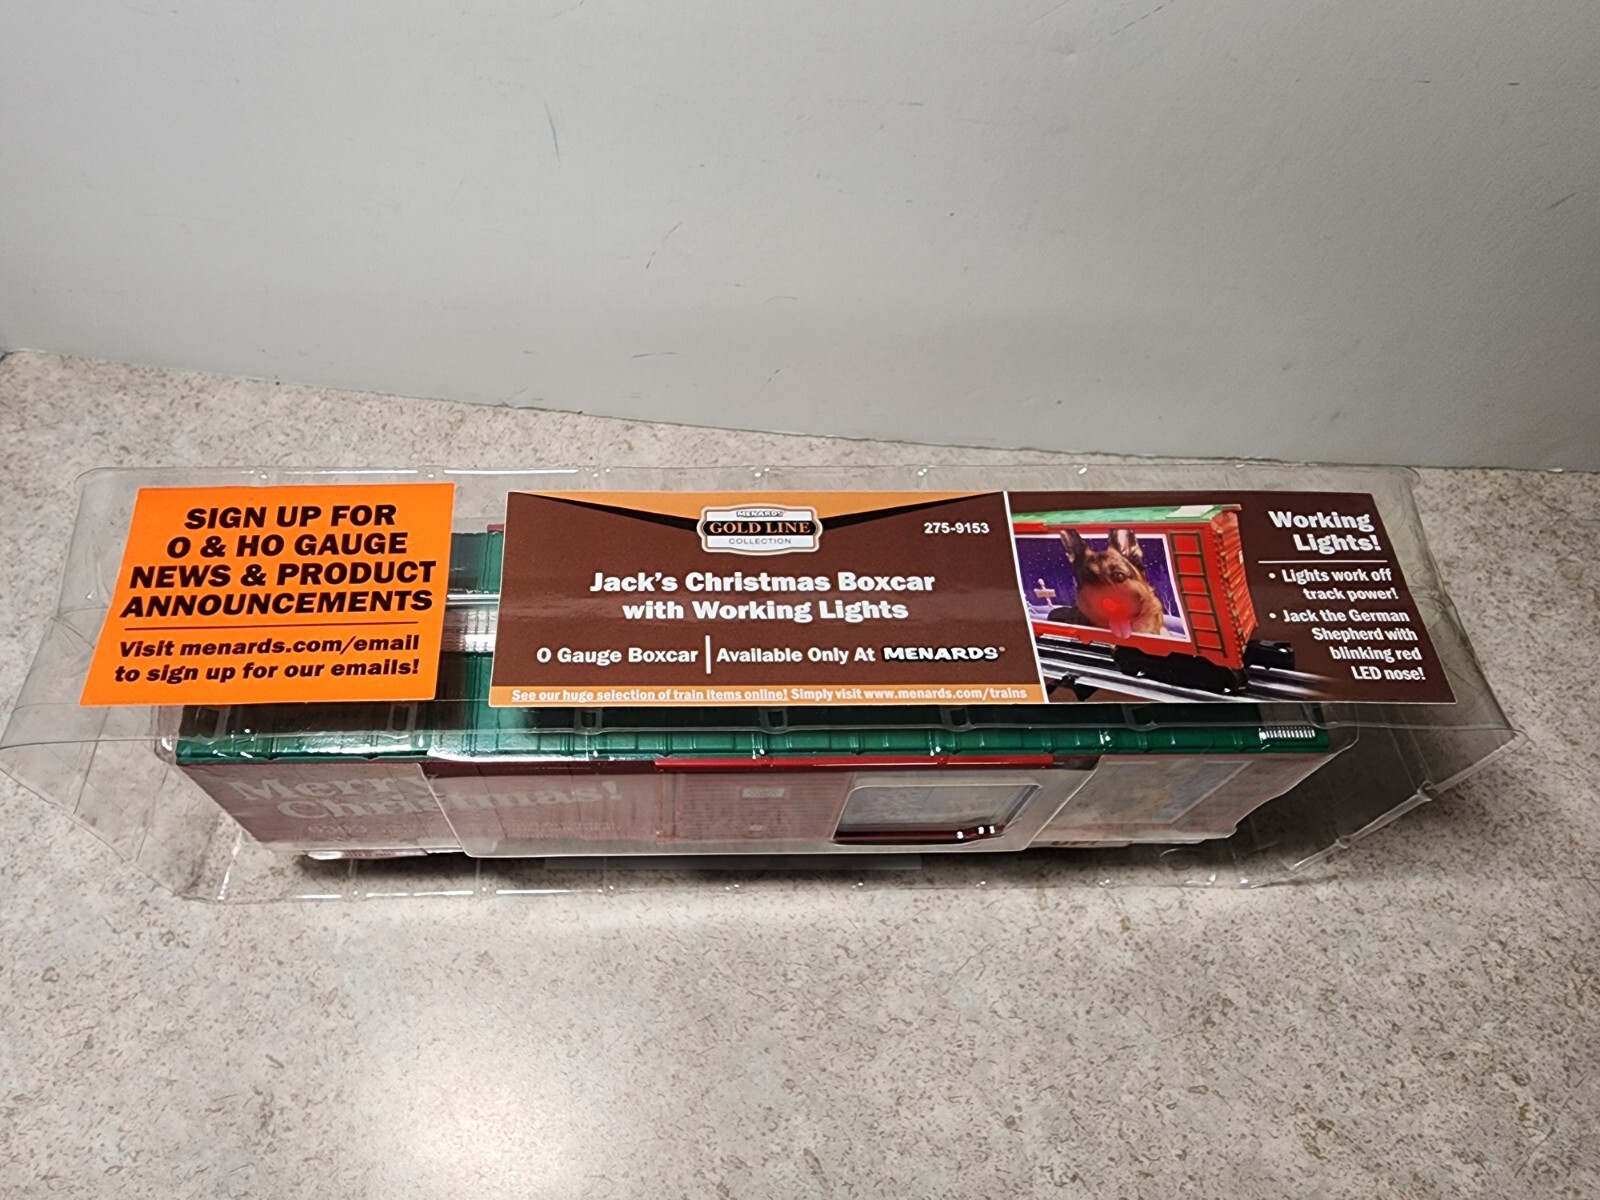 SIGN UP FOR
O & HO GAUGE
NEWS & PRODUCT
ANNOUNCEMENTS
Visit menards.com/email
to sign up for our emails!
MENARDS
GOLD LINE
COLLECTION
275-9153
Jack's Christmas Boxcar
with Working Lights
O Gauge Boxcar | Available Only At MENARDS®
See our huge selection of train items online! Simply visit www.menards.com/trains
Working
Lights!
• Lights work off
track power!
• Jack the German
Shepherd with
blinking red
LED nose!
Merry
Christmas!